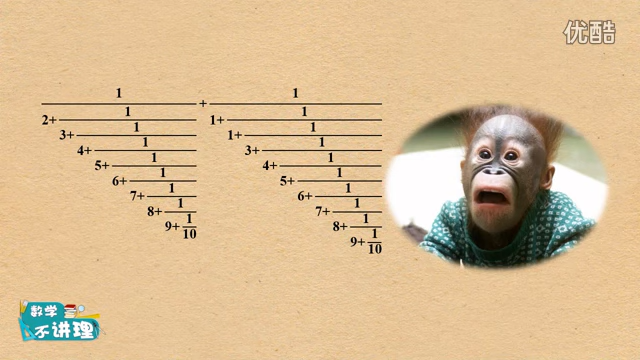 优酷
1 + 1
2+ 1 1+ 1
3+ 1 1+ 1
4+ 1 3+ 1
5+ 1 4+ 1
6+ 1 5+ 1
7+ 1 6+ 1
8+ 1 7+ 1
9+ 1/10 8+ 1
9+ 1/10
数学
不讲理